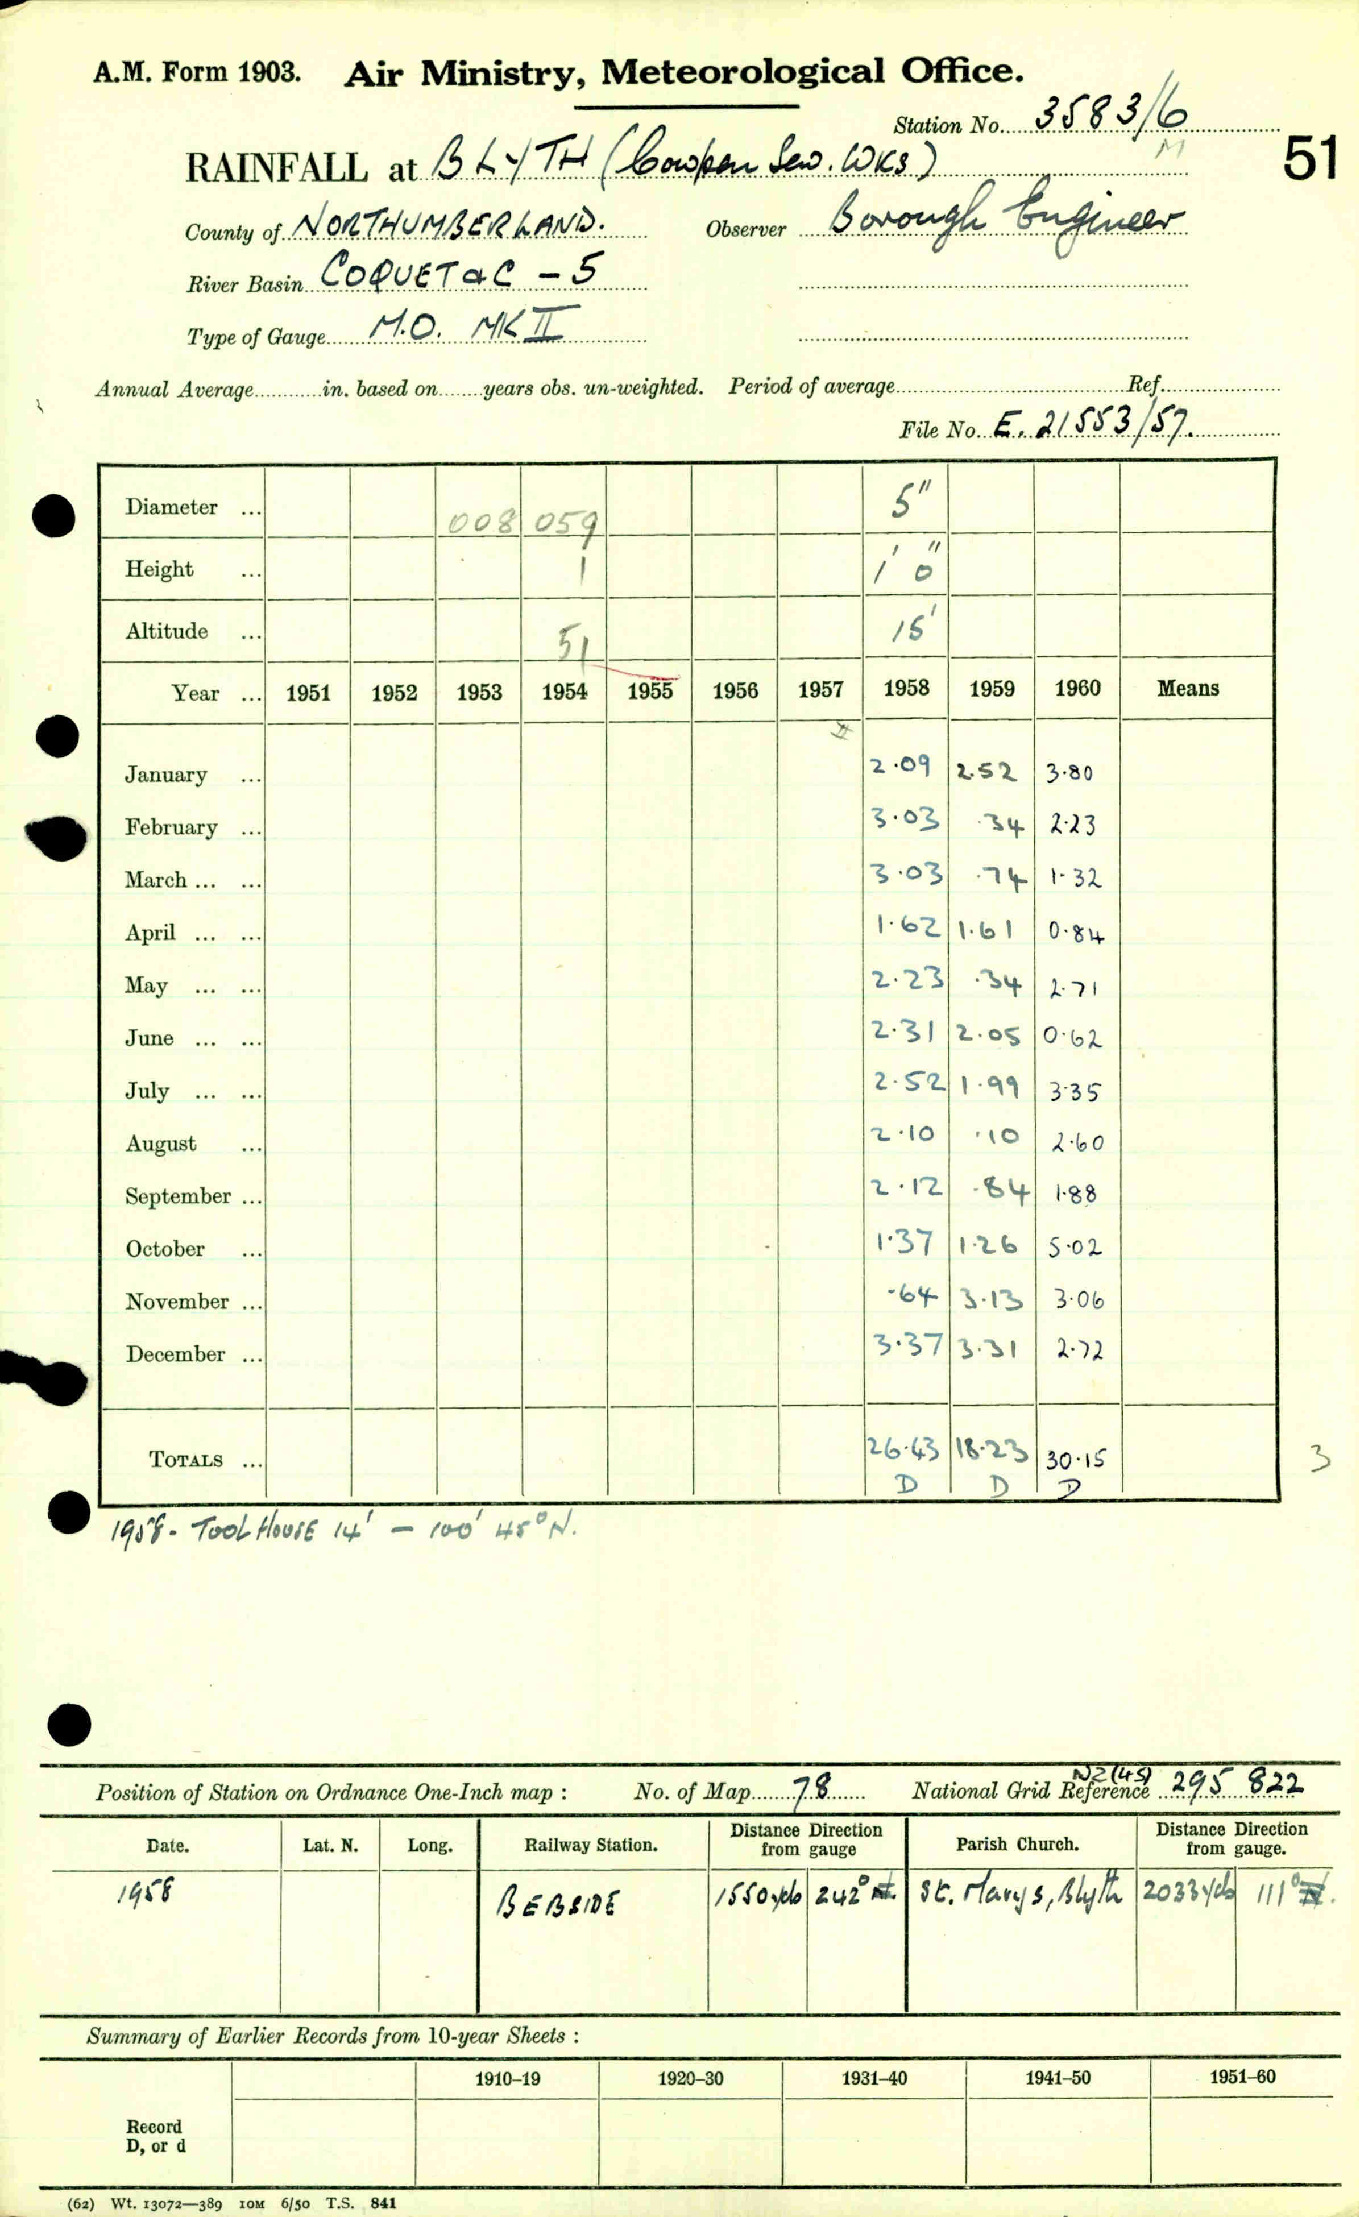 A.M. Form 1903. Air Ministry, Meteorological Office.
Station No. 3583/6
M
51
RAINFALL at BLYTH (Cowpen Sew. WKS)
County of NORTHUMBERLAND. Observer Borough Engineer
River Basin COQUET &C - 5
Type of Gauge M.O. MK II
Annual Average in. based on years obs. un-weighted. Period of average Ref.
File No. E. 21553/57.
Diameter ... 008 059 5"
Height ... 1 1' 0"
Altitude ... 51 15'
Year ... 1951 1952 1953 1954 1955 1956 1957 1958 1959 1960 Means
January ... 2.09 2.52 3.80
February ... 3.03 .34 2.23
March ... ... 3.03 .74 1.32
April ... ... 1.62 1.61 0.84
May ... ... 2.23 .34 2.71
June ... ... 2.31 2.05 0.62
July ... ... 2.52 1.99 3.35
August ... 2.10 .10 2.60
September ... 2.12 .84 1.88
October ... 1.37 1.26 5.02
November ... .64 3.13 3.06
December ... 3.37 3.31 2.72
TOTALS ... 26.43 18.23 30.15 3
D D D
1958 - TOOL HOUSE 14' - 100' 45° N.
Position of Station on Ordnance One-Inch map : No. of Map 78 National Grid Reference NZ (45) 295 822
Date. Lat. N. Long. Railway Station. Distance from gauge Direction Parish Church. Distance from gauge. Direction
1958 BEBSIDE 1550 yds 242° St. Marys, Blyth 2033 yds 111°
Summary of Earlier Records from 10-year Sheets :
1910–19 1920–30 1931–40 1941–50 1951–60
Record
D, or d
(62) Wt. 13072—389 10M 6/50 T.S. 841